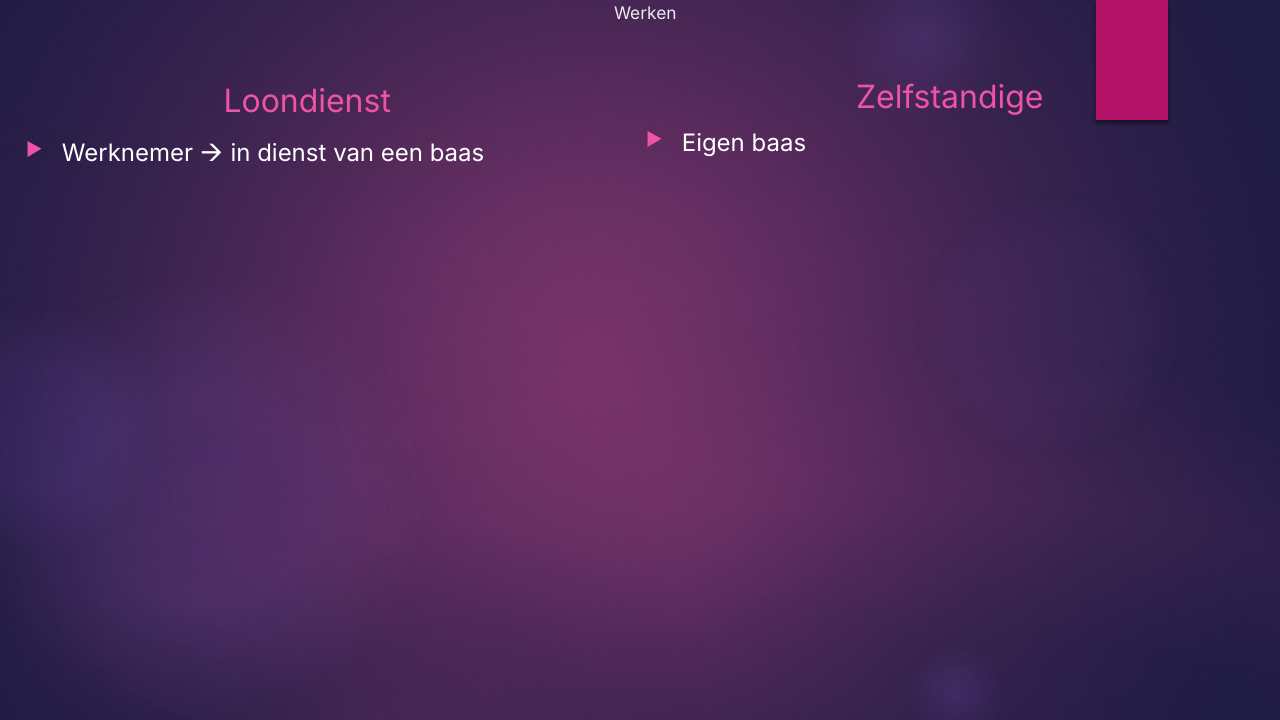 Werken
Loondienst
Werknemer → in dienst van een baas
Zelfstandige
Eigen baas